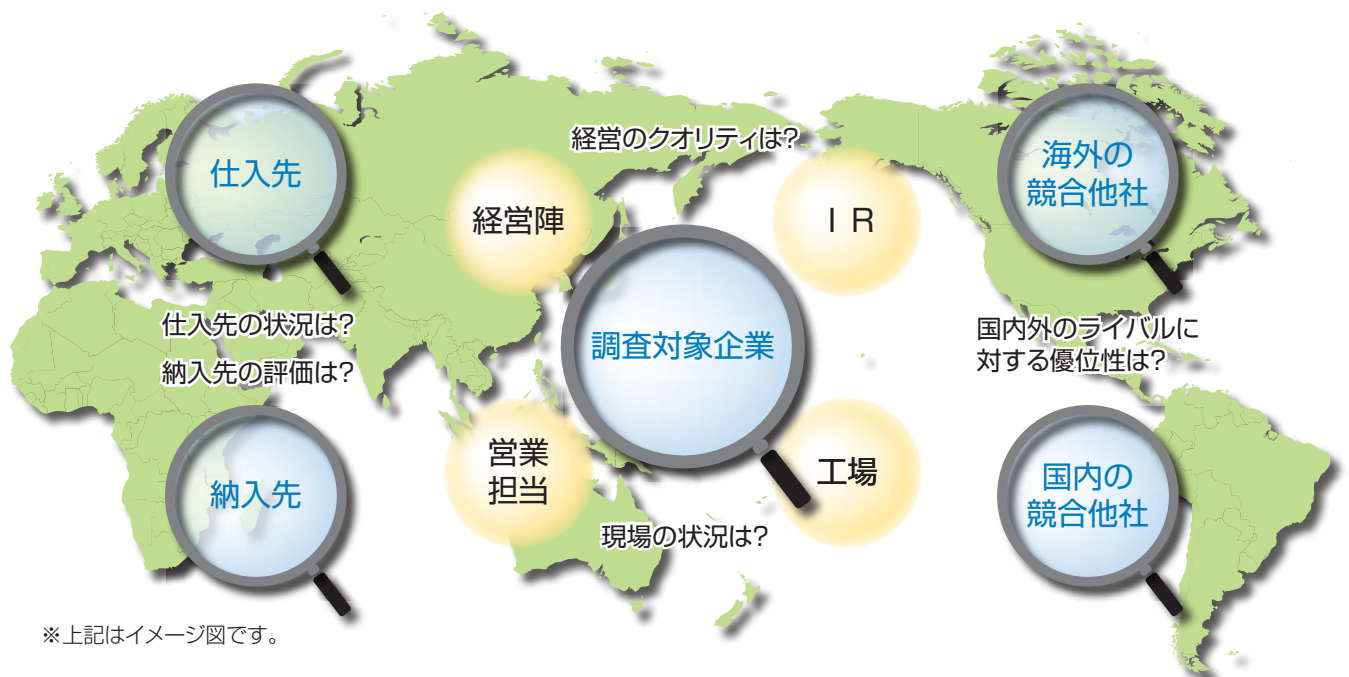 経営のクオリティは?
仕入先
経営陣
I R
海外の
競合他社
調査対象企業
仕入先の状況は?
納入先の評価は?
国内外のライバルに
対する優位性は?
納入先
営業
担当
工場
国内の
競合他社
現場の状況は?
※上記はイメージ図です。